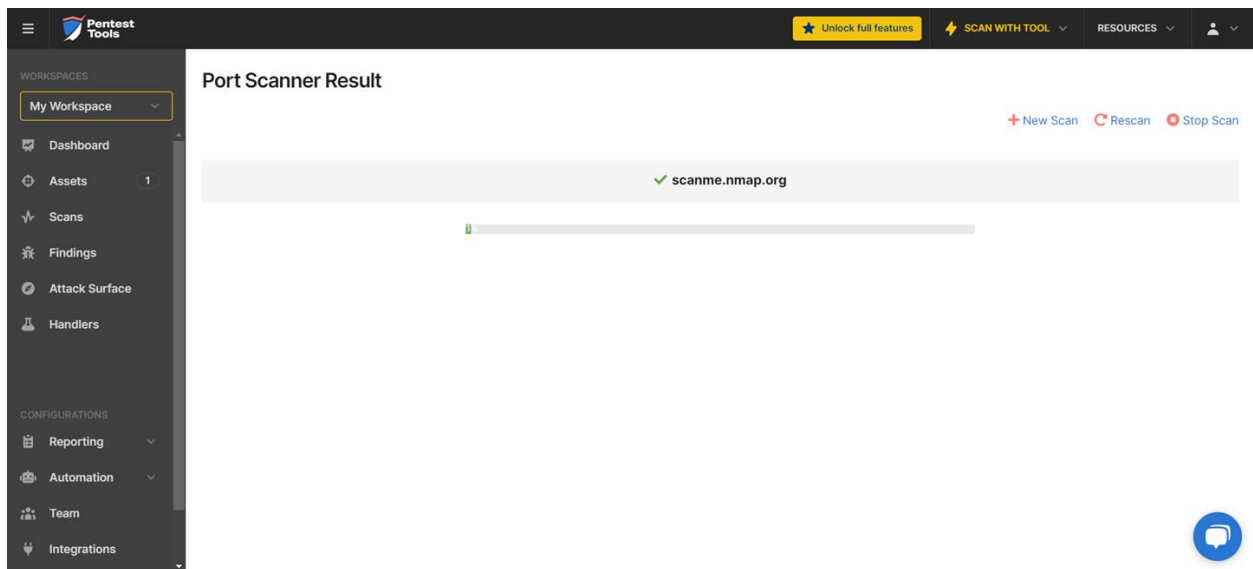 Pentest
Tools
Unlock full features
SCAN WITH TOOL
RESOURCES
WORKSPACES
My Workspace
Dashboard
Assets 1
Scans
Findings
Attack Surface
Handlers
CONFIGURATIONS
Reporting
Automation
Team
Integrations
Port Scanner Result
New Scan
Rescan
Stop Scan
scanme.nmap.org